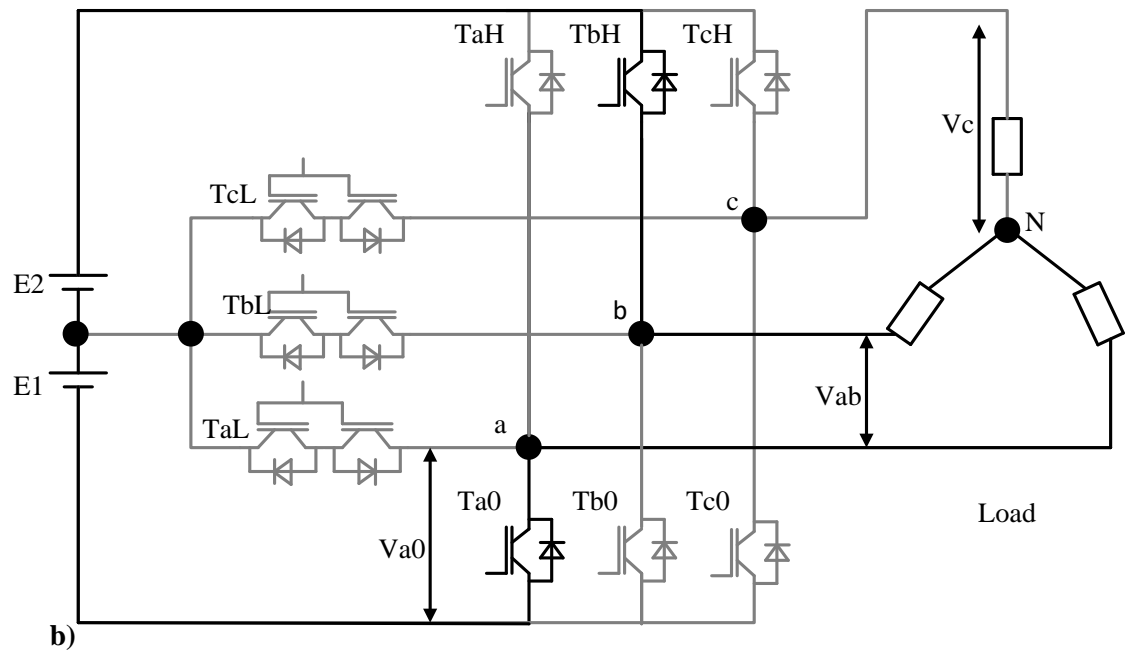 TaH
TbH
TcH
Vc
TcL
c
N
E2
TbL
b
E1
Vab
TaL
a
Ta0
Tb0
Tc0
Load
Va0
b)